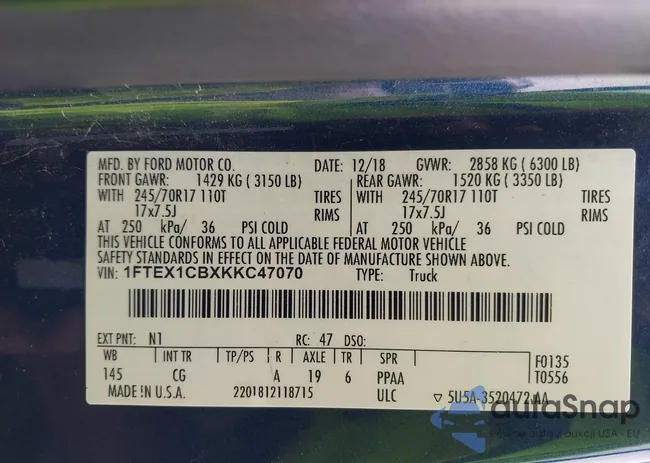 MFD. BY FORD MOTOR CO. DATE: 12/18 GVWR: 2858 KG ( 6300 LB)
FRONT GAWR: 1429 KG ( 3150 LB) REAR GAWR: 1520 KG ( 3350 LB)
WITH 245/70R17 110T TIRES WITH 245/70R17 110T TIRES
17x7.5J RIMS 17x7.5J RIMS
AT 250 kPa/ 36 PSI COLD AT 250 kPa/ 36 PSI COLD
THIS VEHICLE CONFORMS TO ALL APPLICABLE FEDERAL MOTOR VEHICLE
SAFETY STANDARDS IN EFFECT ON THE DATE OF MANUFACTURE SHOWN ABOVE.
VIN: 1FTEX1CBXKKC47070 TYPE: Truck
EXT PNT: N1 RC: 47 DSO:
WB INT TR TP/PS R AXLE TR SPR F0135
145 CG A 19 6 PPAA T0556
MADE IN U.S.A. 2201812118715 ULC ▽ 5U5A-3520472 AA
autoSnap
pewne auto z aukcji USA - EU